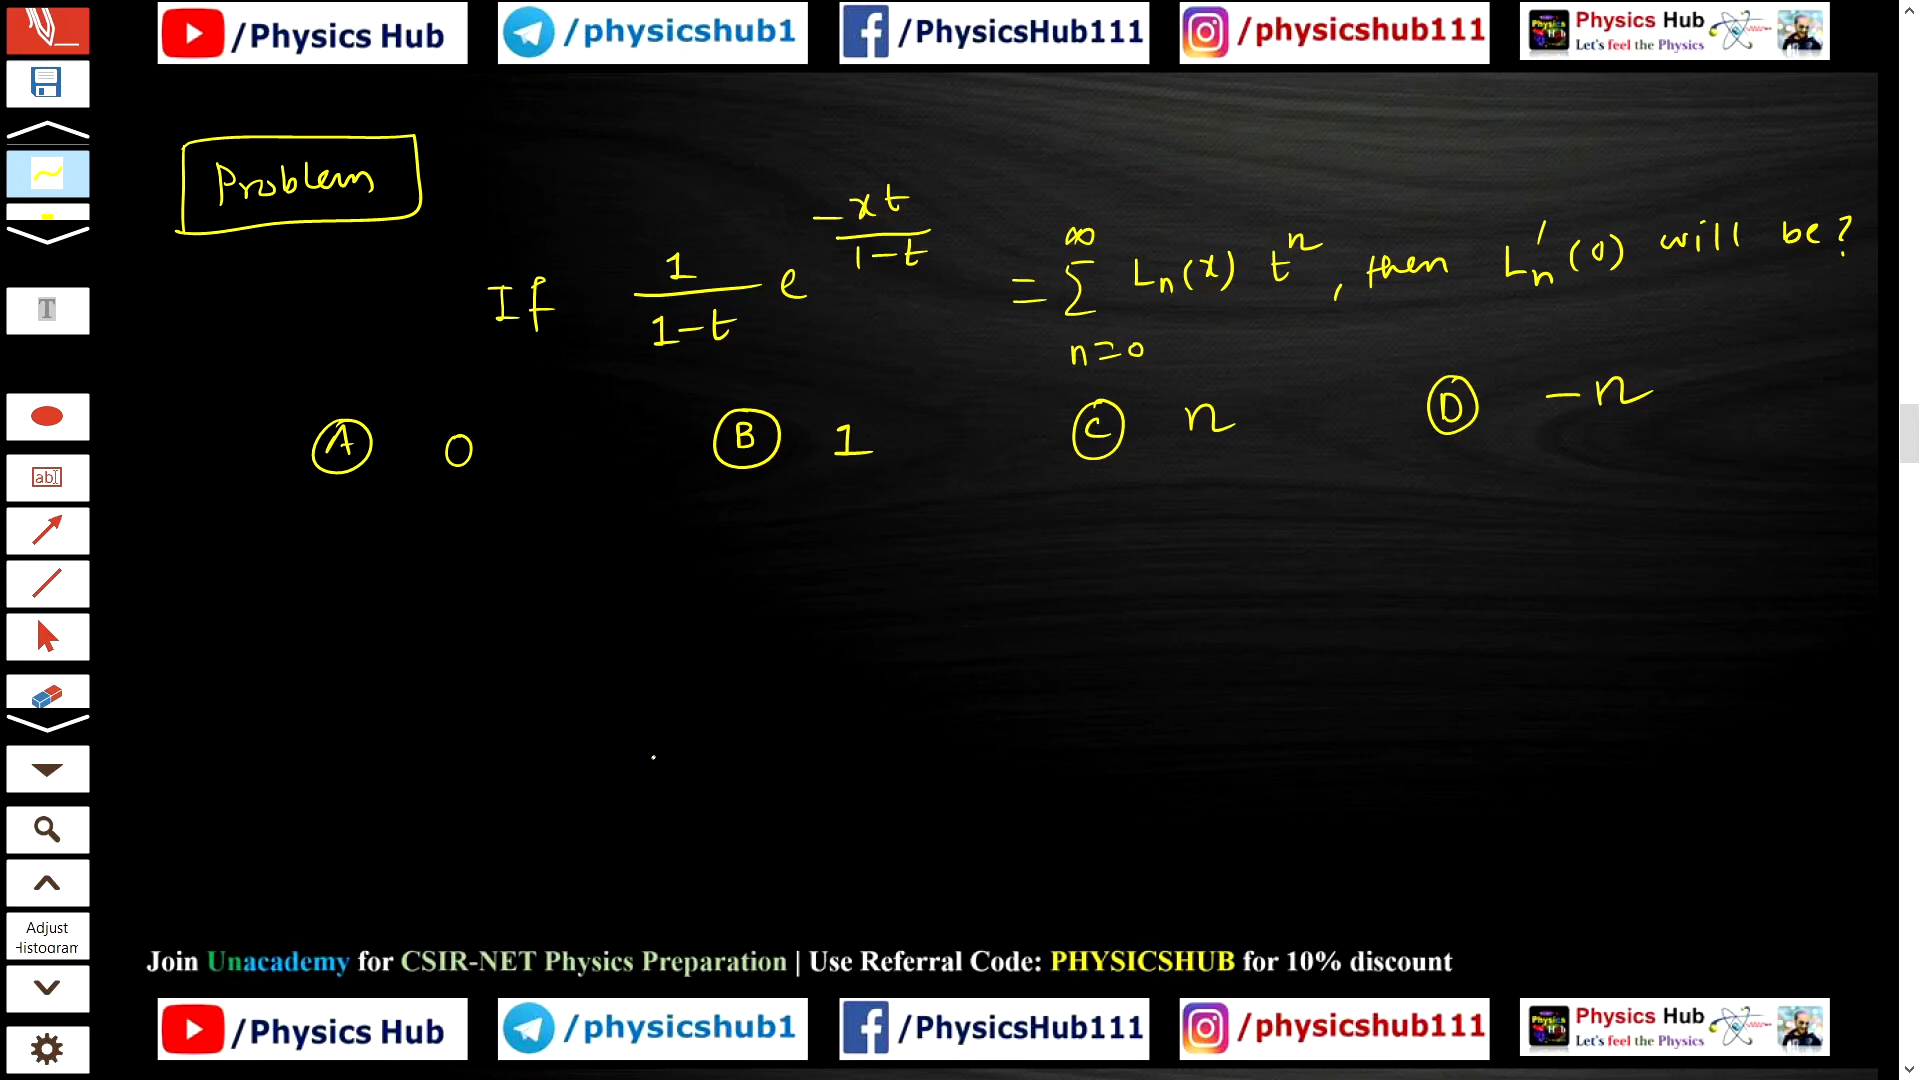 /Physics Hub /physicshub1 /PhysicsHub111 /physicshub111 Physics Hub
Let's feel the Physics
Problem
If 1/(1-t) e^(-xt/(1-t)) = ∑_{n=0}^{∞} Lₙ(x) tⁿ, then Lₙ'(0) will be?
(A) 0 (B) 1 (C) n (D) -n
T
ab
Adjust
Histogram
Join Unacademy for CSIR-NET Physics Preparation | Use Referral Code: PHYSICSHUB for 10% discount
/Physics Hub /physicshub1 /PhysicsHub111 /physicshub111 Physics Hub
Let's feel the Physics